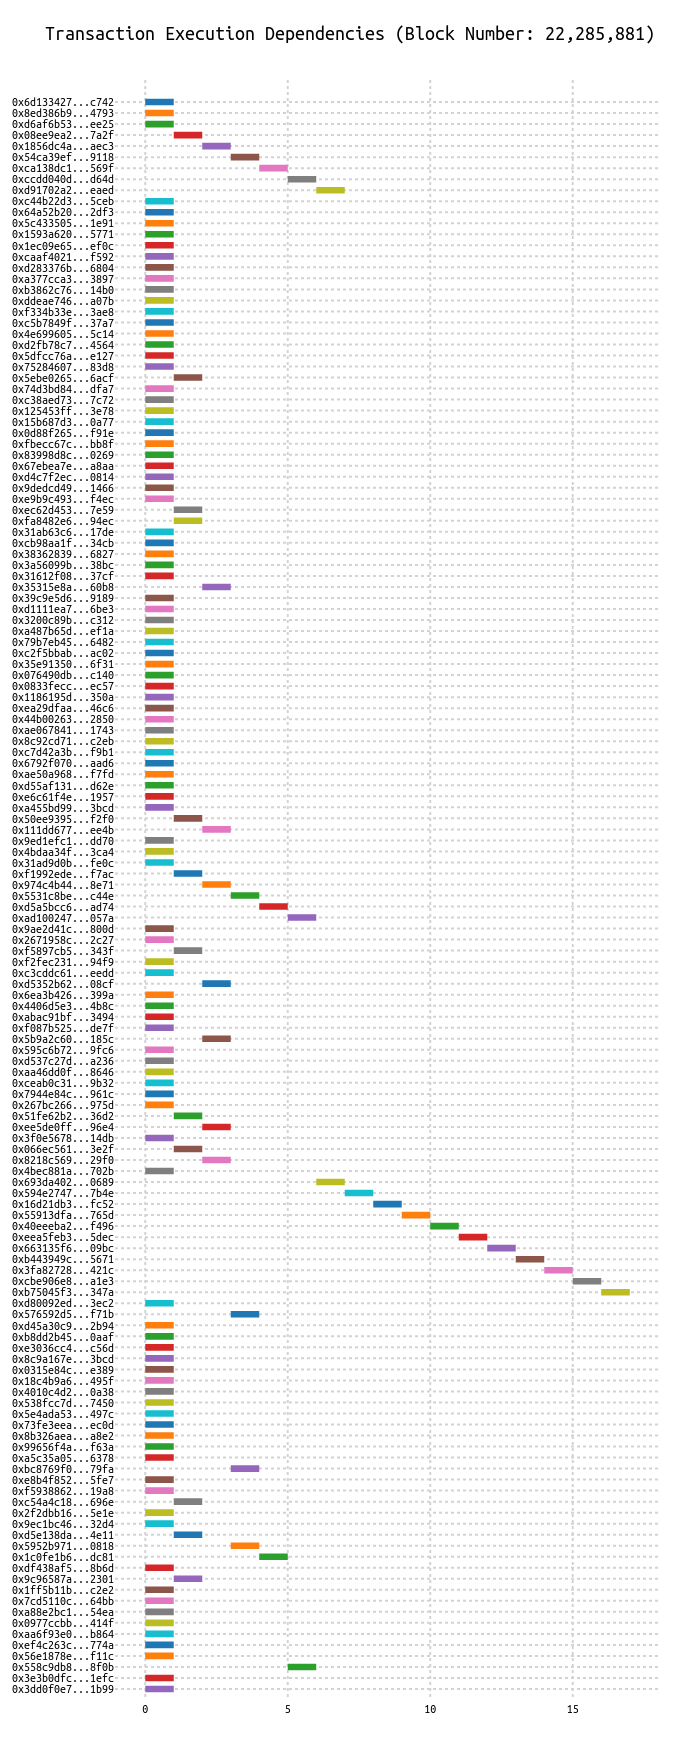 Transaction Execution Dependencies (Block Number: 22,285,881)
0x6d133427...c742
0x8ed386b9...4793
0xd6af6b53...ee25
0x08ee9ea2...7a2f
0x1856dc4a...aec3
0x54ca39ef...9118
0xca138dc1...569f
0xccdd040d...d64d
0xd91702a2...eaed
0xc44b22d3...5ceb
0x64a52b20...2df3
0x5c433505...1e91
0x1593a620...5771
0x1ec09e65...ef0c
0xcaaf4021...f592
0xd283376b...6804
0xa377cca3...3897
0xb3862c76...14b0
0xddeae746...a07b
0xf334b33e...3ae8
0xc5b7849f...37a7
0x4e699605...5c14
0xd2fb78c7...4564
0x5dfcc76a...e127
0x75284607...83d8
0x5ebe0265...6acf
0x74d3bd84...dfa7
0xc38aed73...7c72
0x125453ff...3e78
0x15b687d3...0a77
0x0d88f265...f91e
0xfbecc67c...bb8f
0x83998d8c...0269
0x67ebea7e...a8aa
0xd4c7f2ec...0814
0x9dedcd49...1466
0xe9b9c493...f4ec
0xec62d453...7e59
0xfa8482e6...94ec
0x31ab63c6...17de
0xcb98aa1f...34cb
0x38362839...6827
0x3a56099b...38bc
0x31612f08...37cf
0x35315e8a...60b8
0x39c9e5d6...9189
0xd1111ea7...6be3
0x3200c89b...c312
0xa487b65d...ef1a
0x79b7eb45...6482
0xc2f5bbab...ac02
0x35e91350...6f31
0x076490db...c140
0x0833fecc...ec57
0x1186195d...350a
0xea29dfaa...46c6
0x44b00263...2850
0xae067841...1743
0x8c92cd71...c2eb
0xc7d42a3b...f9b1
0x6792f070...aad6
0xae50a968...f7fd
0xd55af131...d62e
0xe6c61f4e...1957
0xa455bd99...3bcd
0x50ee9395...f2f0
0x111dd677...ee4b
0x9ed1efc1...dd70
0x4bdaa34f...3ca4
0x31ad9d0b...fe0c
0xf1992ede...f7ac
0x974c4b44...8e71
0x5531c8be...c44e
0xd5a5bcc6...ad74
0xad100247...057a
0x9ae2d41c...800d
0x2671958c...2c27
0xf5897cb5...343f
0xf2fec231...94f9
0xc3cddc61...eedd
0xd5352b62...08cf
0x6ea3b426...399a
0x4406d5e3...4b8c
0xabac91bf...3494
0xf087b525...de7f
0x5b9a2c60...185c
0x595c6b72...9fc6
0xd537c27d...a236
0xaa46dd0f...8646
0xceab0c31...9b32
0x7944e84c...961c
0x267bc266...975d
0x51fe62b2...36d2
0xee5de0ff...96e4
0x3f0e5678...14db
0x066ec561...3e2f
0x8218c569...29f0
0x4bec881a...702b
0x693da402...0689
0x594e2747...7b4e
0x16d21db3...fc52
0x55913dfa...765d
0x40eeeba2...f496
0xeea5feb3...5dec
0x663135f6...09bc
0xb443949c...5671
0x3fa82728...421c
0xcbe906e8...a1e3
0xb75045f3...347a
0xd80092ed...3ec2
0x576592d5...f71b
0xd45a30c9...2b94
0xb8dd2b45...0aaf
0xe3036cc4...c56d
0x8c9a167e...3bcd
0x0315e84c...e389
0x18c4b9a6...495f
0x4010c4d2...0a38
0x538fcc7d...7450
0x5e4ada53...497c
0x73fe3eea...ec0d
0x8b326aea...a8e2
0x99656f4a...f63a
0xa5c35a05...6378
0xbc8769f0...79fa
0xe8b4f852...5fe7
0xf5938862...19a8
0xc54a4c18...696e
0x2f2dbb16...5e1e
0x9ec1bc46...32d4
0xd5e138da...4e11
0x5952b971...0818
0x1c0fe1b6...dc81
0xdf438af5...8b6d
0x9c96587a...2301
0x1ff5b11b...c2e2
0x7cd5110c...64bb
0xa88e2bc1...54ea
0x0977ccbb...414f
0xaa6f93e0...b864
0xef4c263c...774a
0x56e1878e...f11c
0x558c9db8...8f0b
0x3e3b0dfc...1efc
0x3dd0f0e7...1b99
0 5 10 15